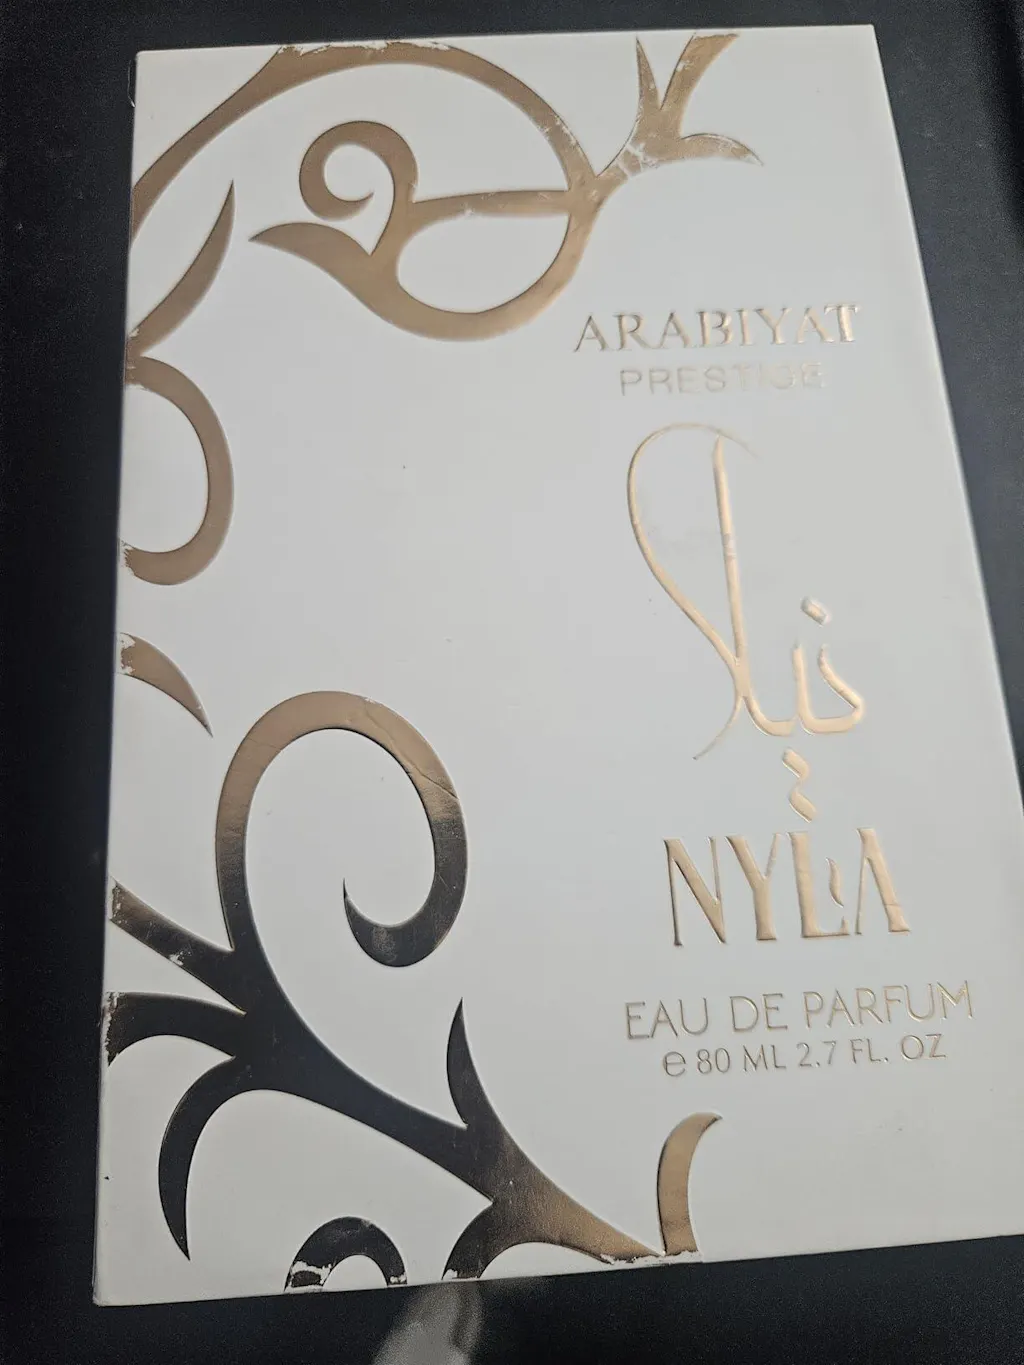 ARABIYAT
PRESTIGE
نيلا
NYLA
EAU DE PARFUM
℮ 80 ML 2.7 FL. OZ